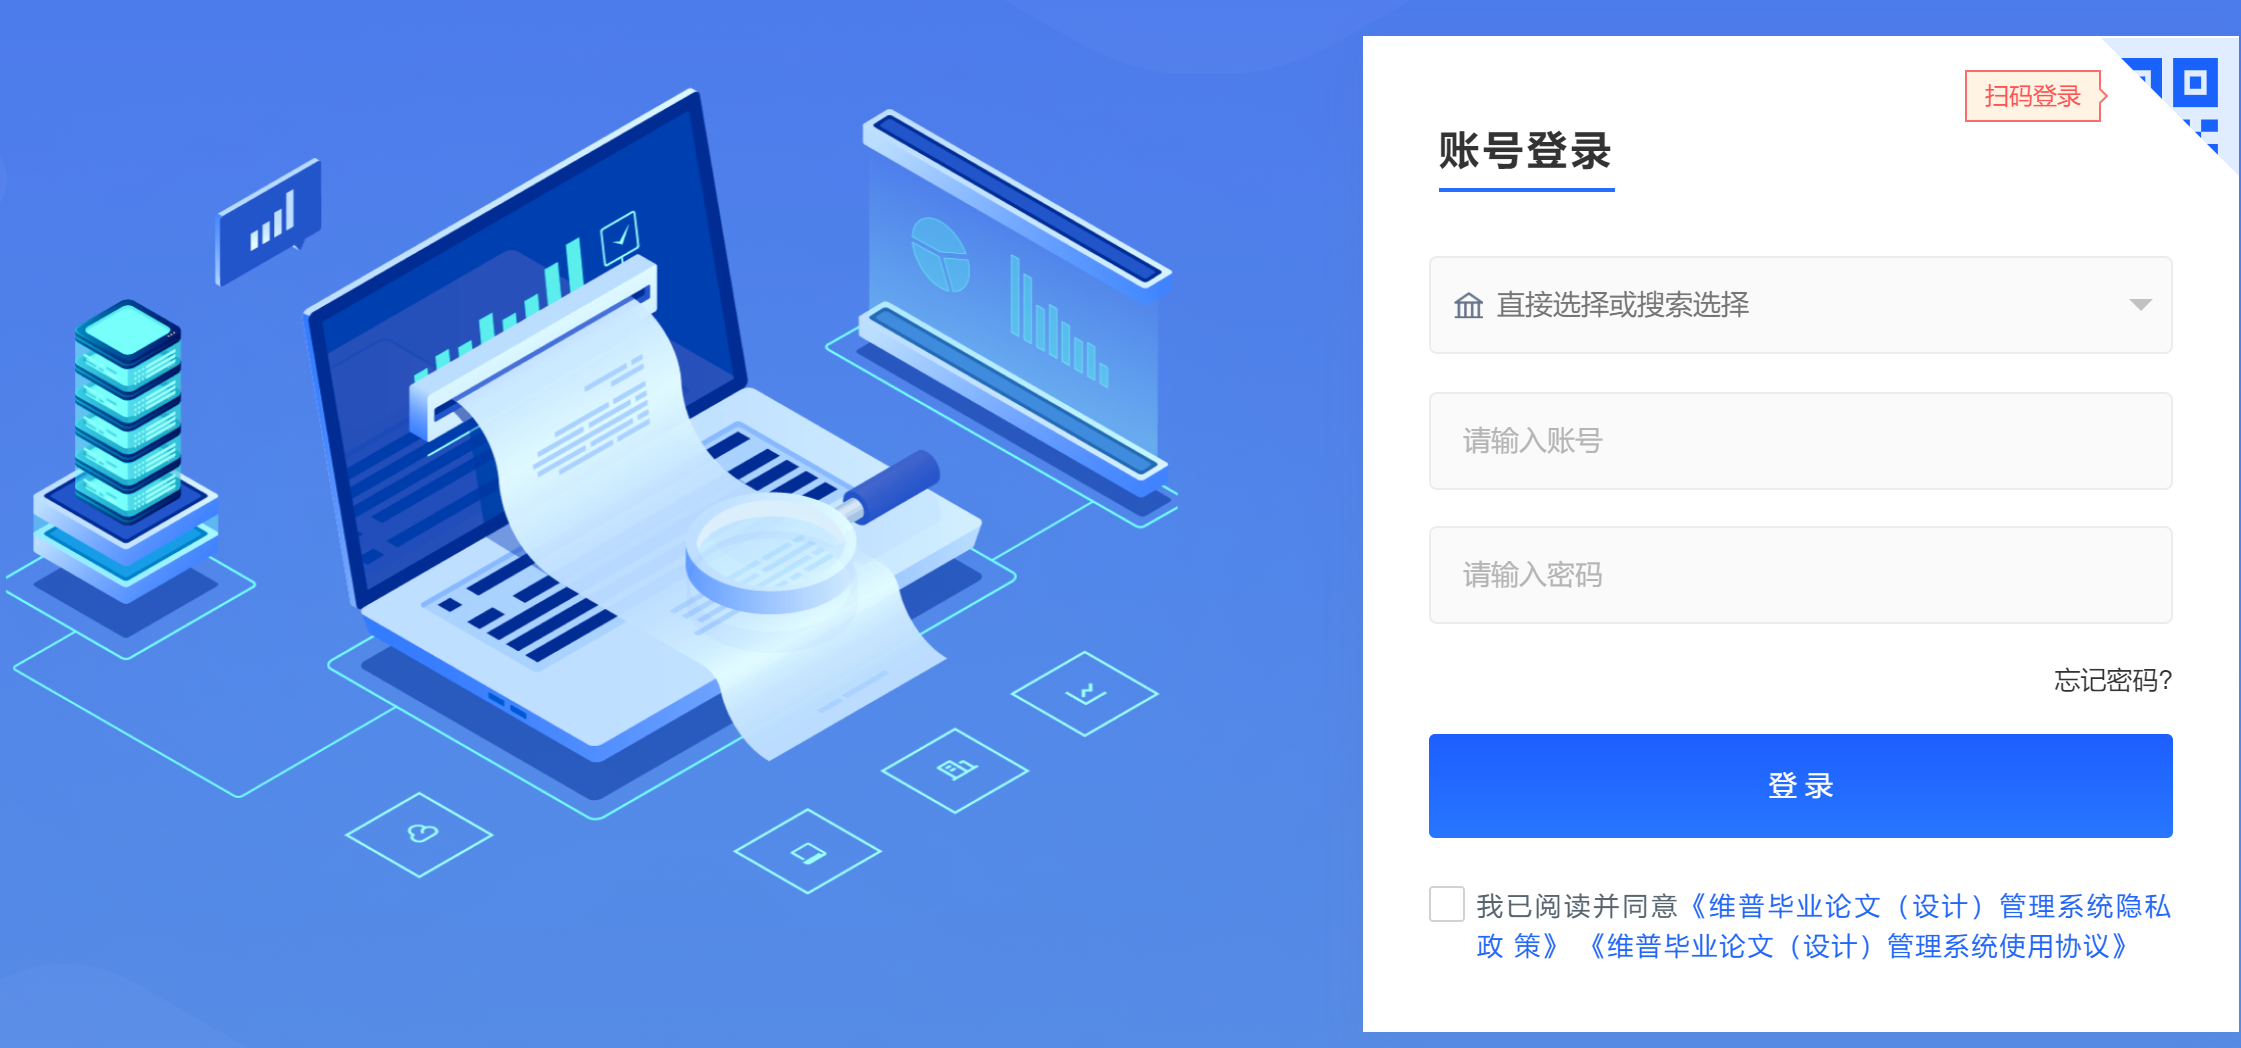 扫码登录
账号登录
直接选择或搜索选择
请输入账号
请输入密码
忘记密码?
登 录
我已阅读并同意《维普毕业论文（设计）管理系统隐私
政 策》 《维普毕业论文（设计）管理系统使用协议》